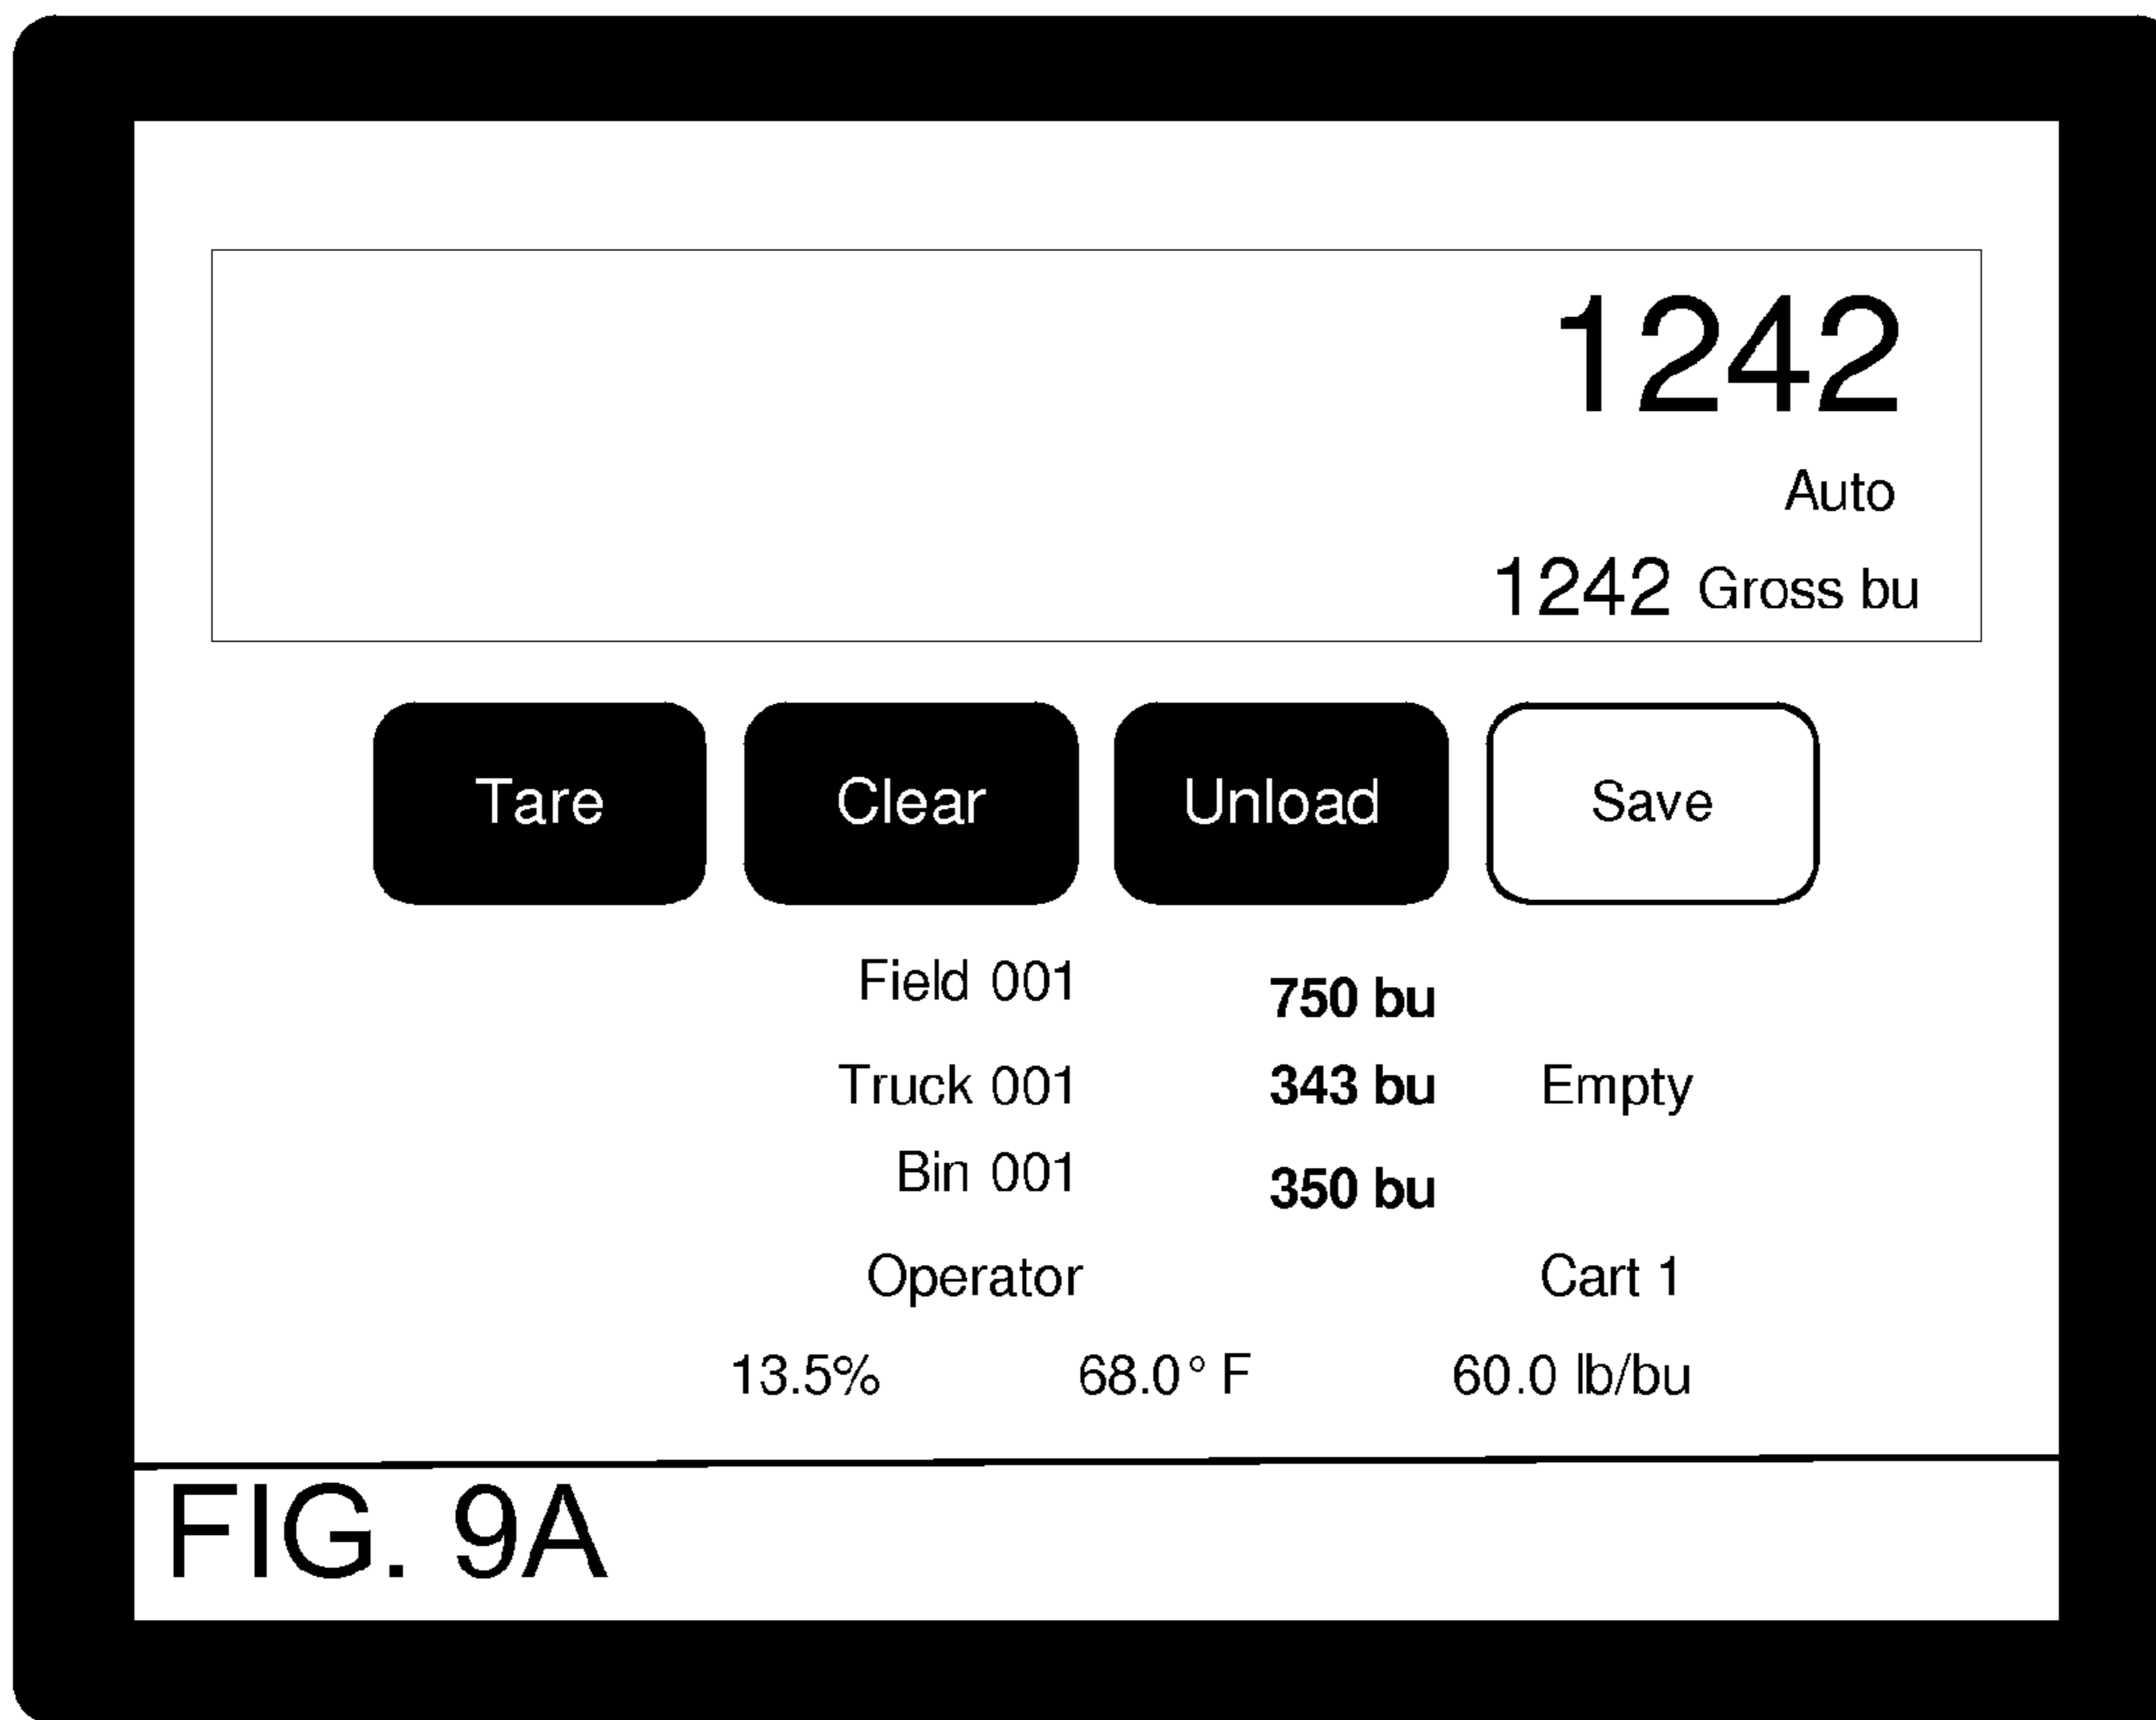 1242
Auto
1242 Gross bu
Tare Clear Unload Save
Field 001 750 bu
Truck 001 343 bu Empty
Bin 001 350 bu
Operator Cart 1
13.5% 68.0° F 60.0 lb/bu
FIG. 9A